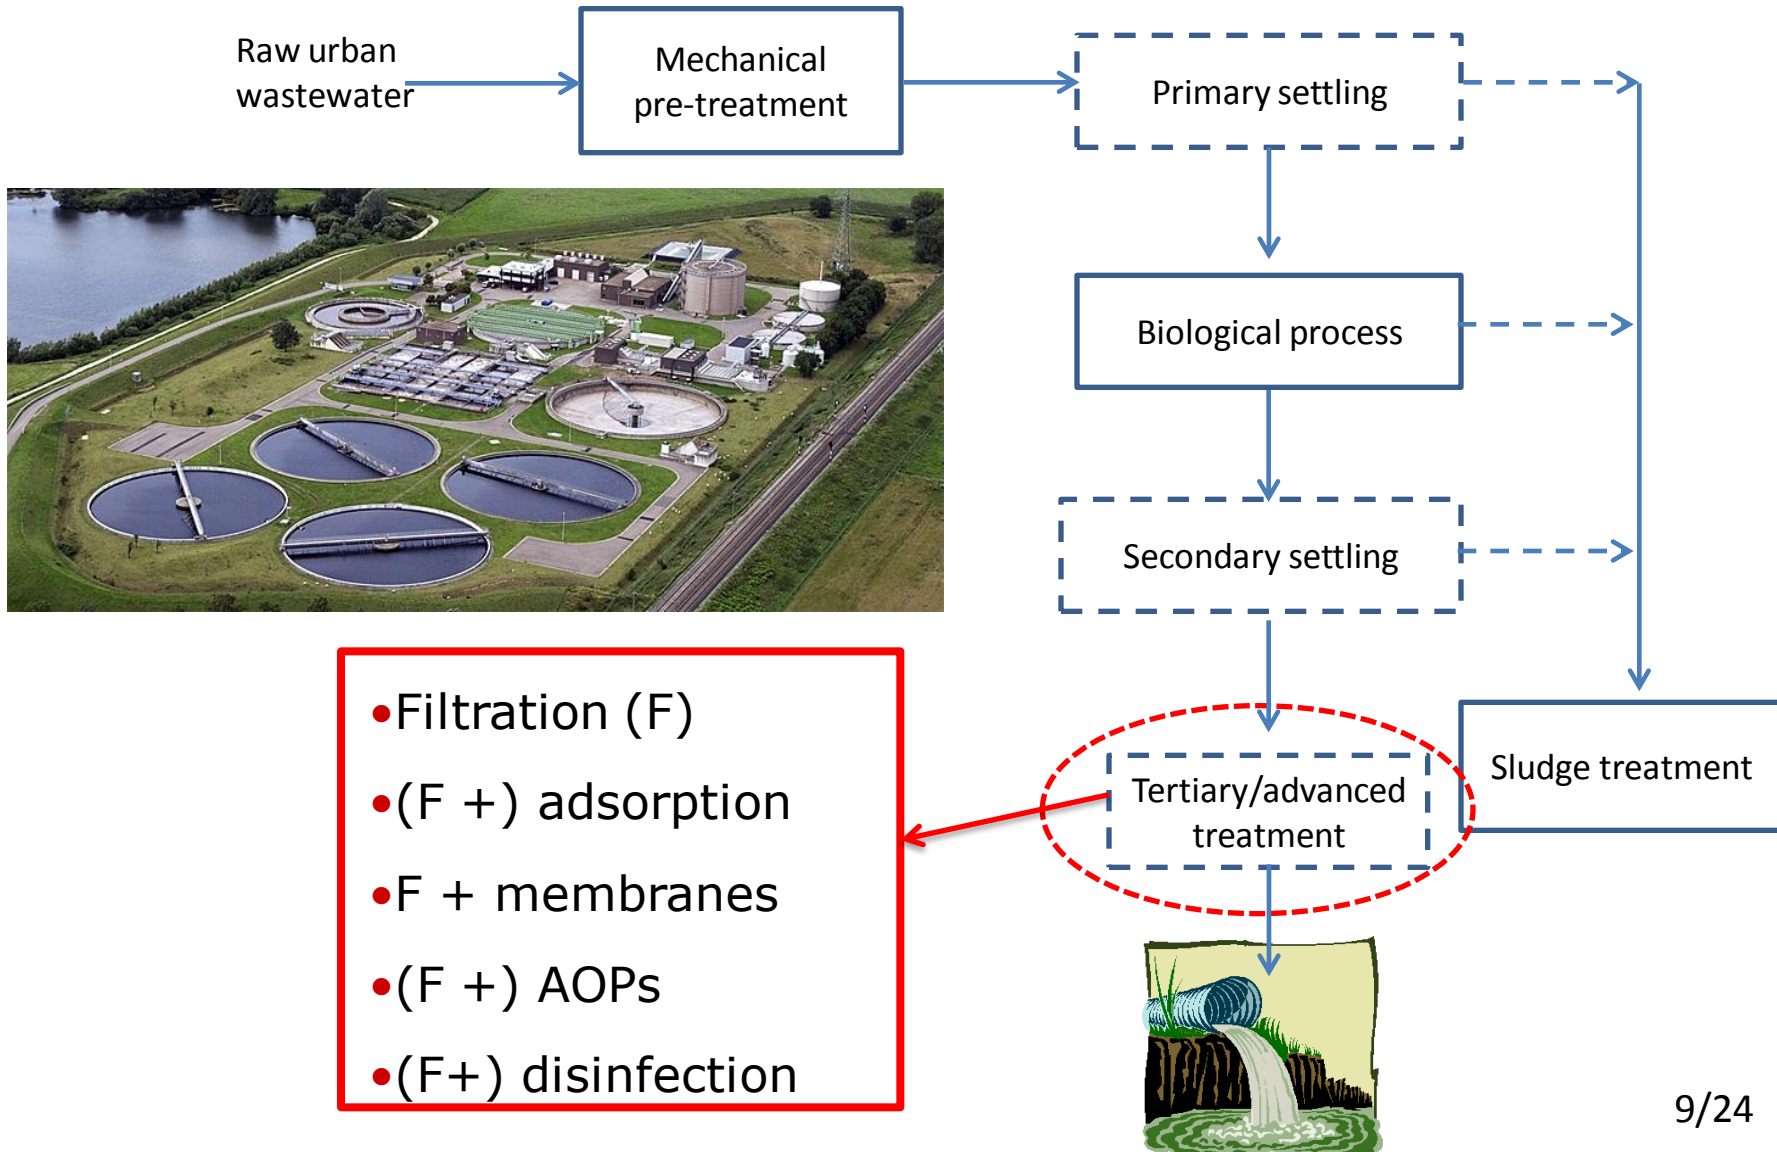 Raw urban
wastewater
Mechanical
pre-treatment
Primary settling
Biological process
Secondary settling
Tertiary/advanced
treatment
Sludge treatment
•Filtration (F)
•(F +) adsorption
•F + membranes
•(F +) AOPs
•(F+) disinfection
9/24